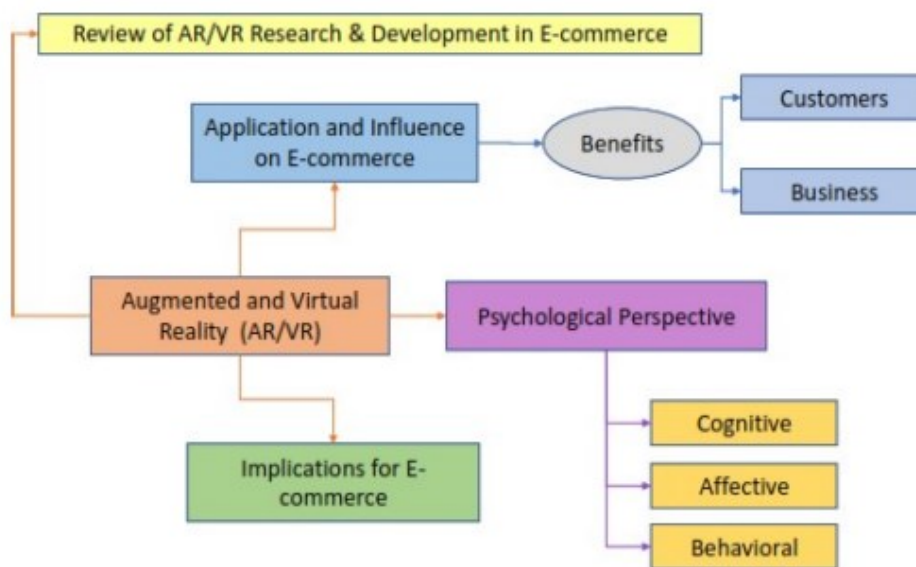 Review of AR/VR Research & Development in E-commerce
Application and Influence
on E-commerce
Benefits
Customers
Business
Augmented and Virtual
Reality (AR/VR)
Psychological Perspective
Cognitive
Affective
Behavioral
Implications for E-
commerce